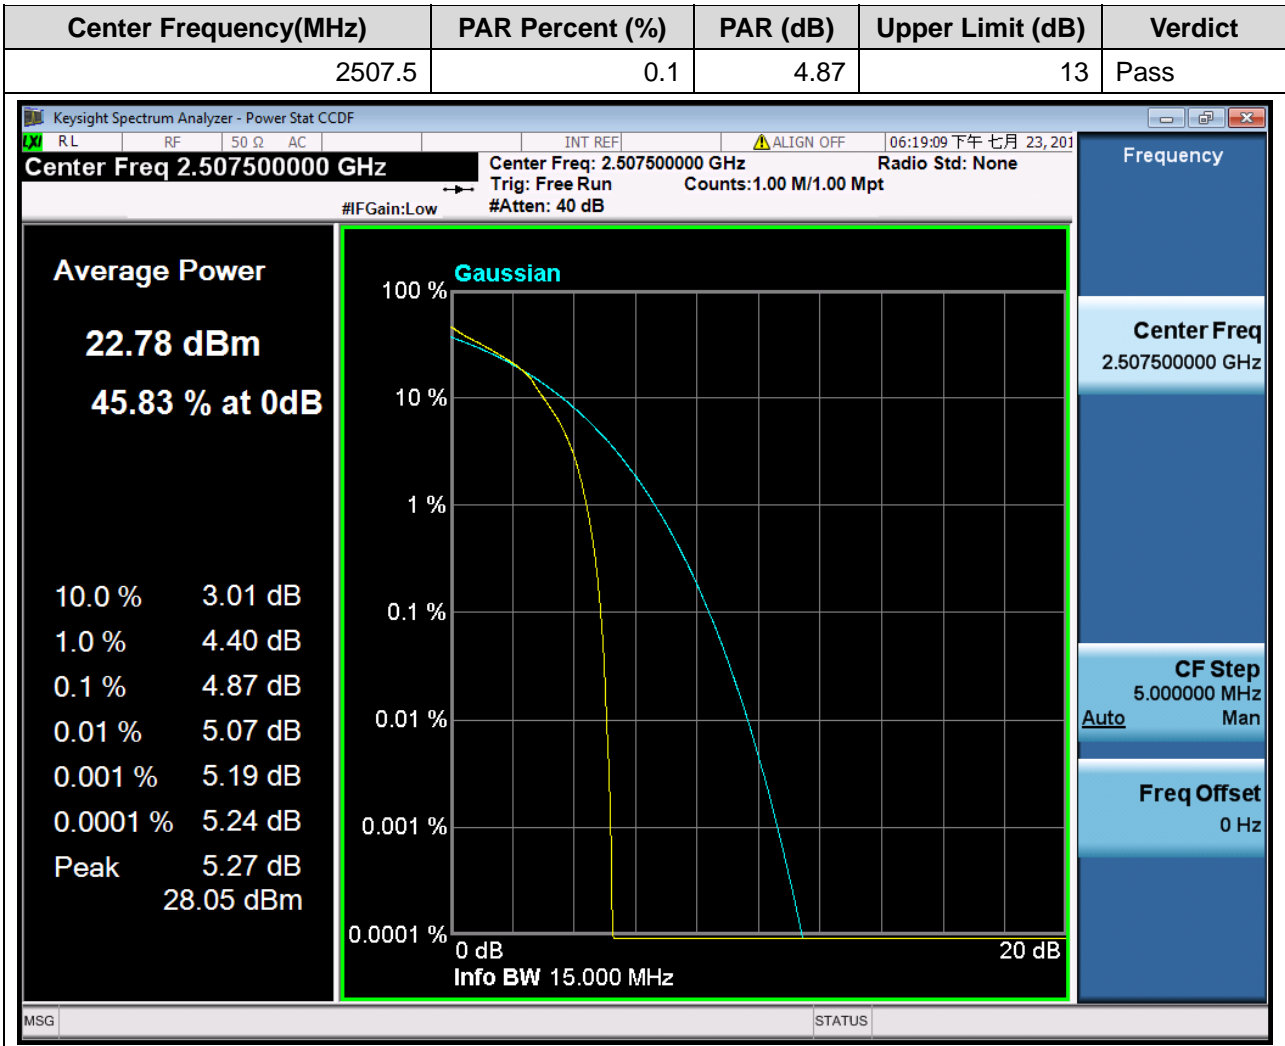 Center Frequency(MHz) PAR Percent (%) PAR (dB) Upper Limit (dB) Verdict
2507.5 0.1 4.87 13 Pass
Keysight Spectrum Analyzer - Power Stat CCDF
LXI RL RF 50 Ω AC INT REF ALIGN OFF 06:19:09 下午 七月 23, 201
Center Freq 2.507500000 GHz
Center Freq: 2.507500000 GHz Radio Std: None
Trig: Free Run Counts:1.00 M/1.00 Mpt
#IFGain:Low #Atten: 40 dB
Frequency
Average Power
22.78 dBm
45.83 % at 0dB
10.0 % 3.01 dB
1.0 % 4.40 dB
0.1 % 4.87 dB
0.01 % 5.07 dB
0.001 % 5.19 dB
0.0001 % 5.24 dB
Peak 5.27 dB
28.05 dBm
Gaussian
100 %
10 %
1 %
0.1 %
0.01 %
0.001 %
0.0001 %
0 dB 20 dB
Info BW 15.000 MHz
Center Freq
2.507500000 GHz
CF Step
5.000000 MHz
Auto Man
Freq Offset
0 Hz
MSG STATUS